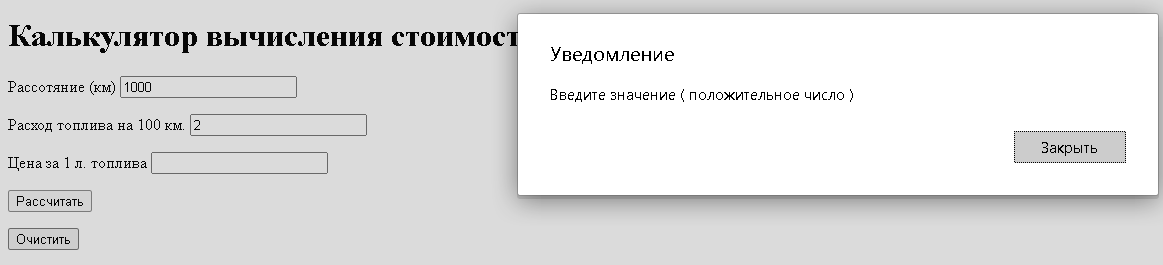 Калькулятор вычисления стоимост
Уведомление
Введите значение ( положительное число )
Закрыть
Рассотяние (км) 1000
Расход топлива на 100 км. 2
Цена за 1 л. топлива
Рассчитать
Очистить